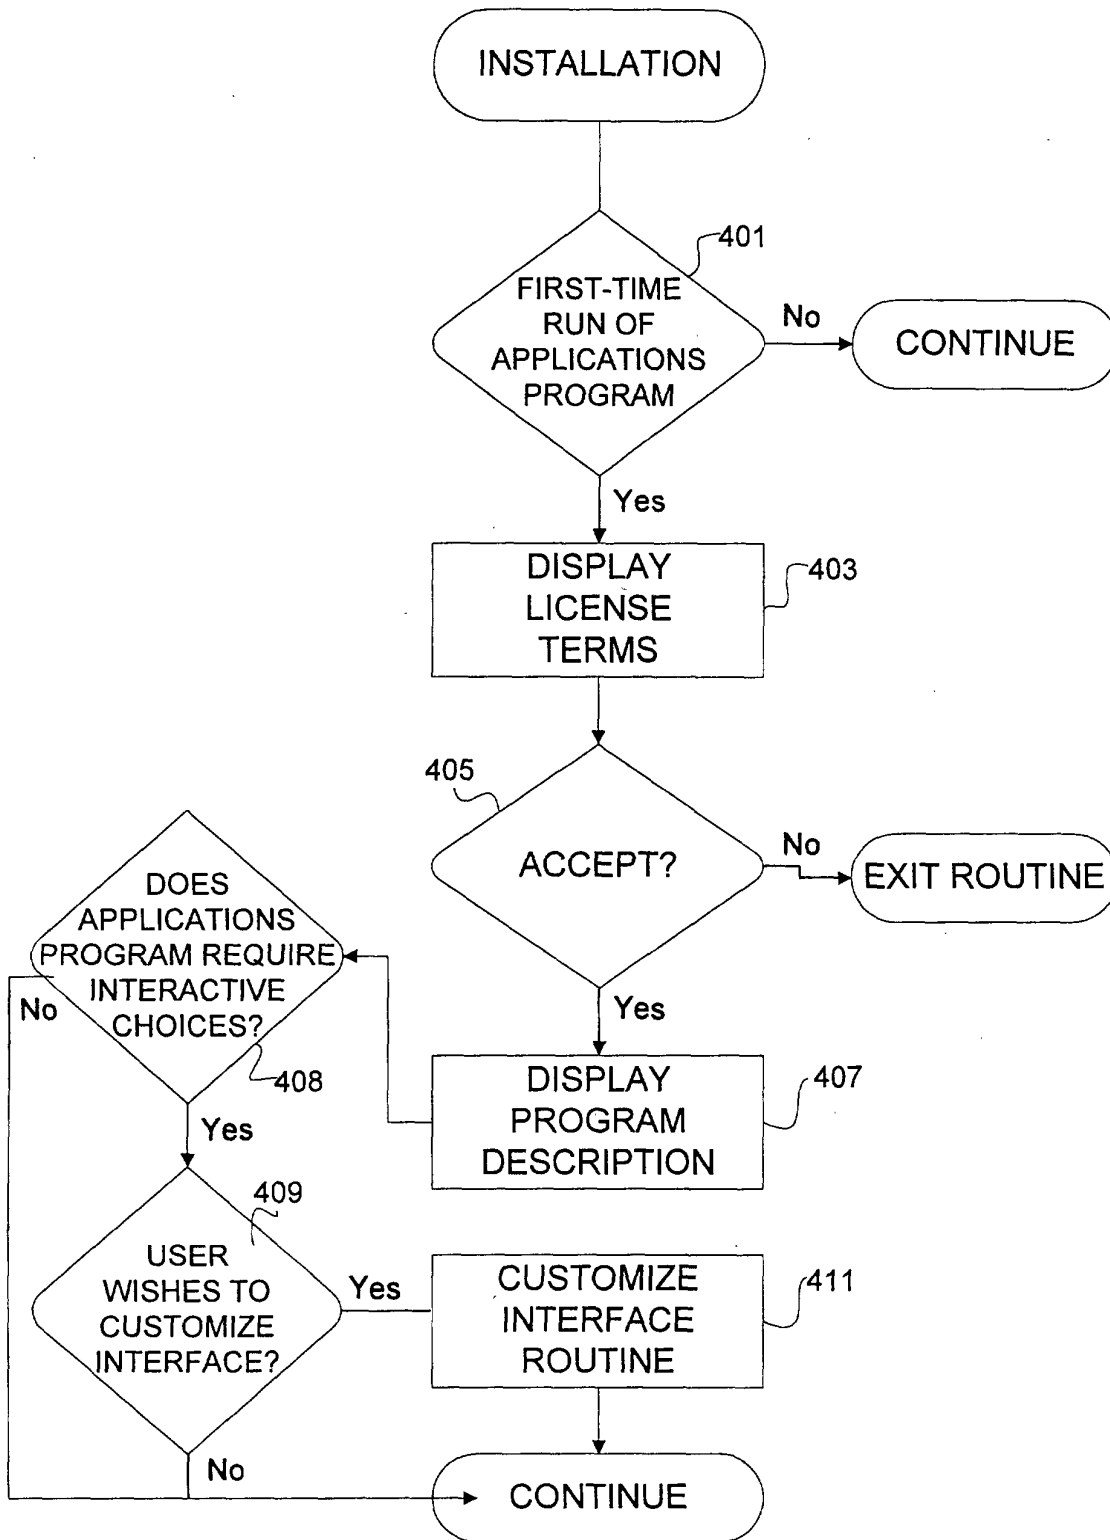 INSTALLATION
401
FIRST-TIME
RUN OF
APPLICATIONS
PROGRAM
No
CONTINUE
Yes
DISPLAY
LICENSE
TERMS
403
405
ACCEPT?
No
EXIT ROUTINE
Yes
DOES
APPLICATIONS
PROGRAM REQUIRE
INTERACTIVE
CHOICES?
No
408
Yes
DISPLAY
PROGRAM
DESCRIPTION
407
409
USER
WISHES TO
CUSTOMIZE
INTERFACE?
Yes
CUSTOMIZE
INTERFACE
ROUTINE
411
No
CONTINUE